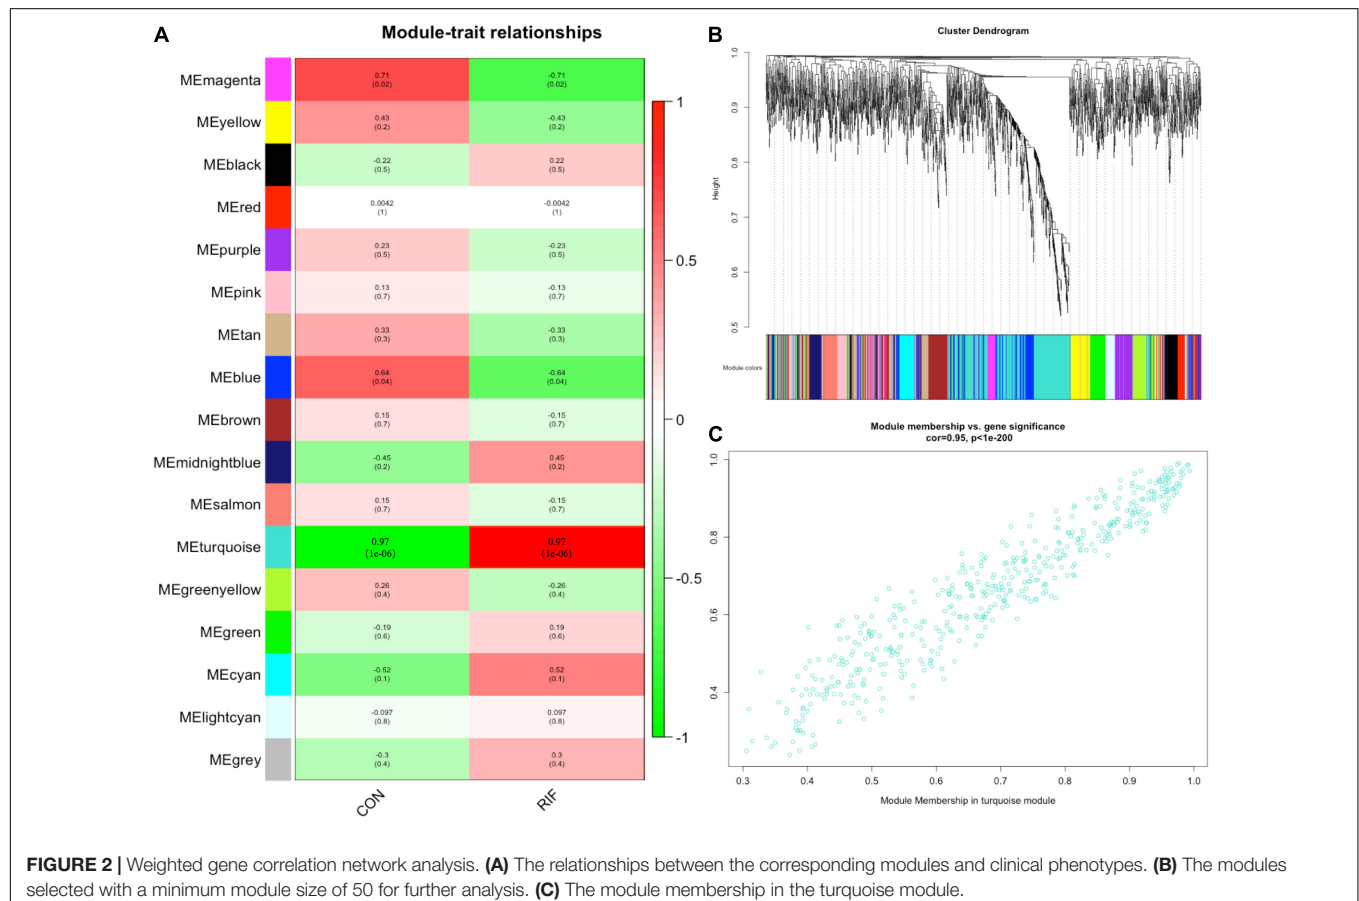 A
Module-trait relationships
MEmagenta
0.71
(0.02)
-0.71
(0.02)
MEyellow
0.43
(0.2)
-0.43
(0.2)
MEblack
-0.22
(0.5)
0.22
(0.5)
MEred
0.0042
(1)
-0.0042
(1)
MEpurple
0.23
(0.5)
-0.23
(0.5)
MEpink
0.13
(0.7)
-0.13
(0.7)
MEtan
0.33
(0.3)
-0.33
(0.3)
MEblue
0.64
(0.04)
-0.64
(0.04)
MEbrown
0.15
(0.7)
-0.15
(0.7)
MEmidnightblue
-0.45
(0.2)
0.45
(0.2)
MEsalmon
0.15
(0.7)
-0.15
(0.7)
MEturquoise
0.97
(1e-06)
0.97
(1e-06)
MEgreenyellow
0.26
(0.4)
-0.26
(0.4)
MEgreen
-0.19
(0.6)
0.19
(0.6)
MEcyan
-0.52
(0.1)
0.52
(0.1)
MElightcyan
-0.097
(0.8)
0.097
(0.8)
MEgrey
-0.3
(0.4)
0.3
(0.4)
CON
RIF
1
0.5
0
-0.5
-1
B
Cluster Dendrogram
Height
1.0
0.9
0.8
0.7
0.6
0.5
Module colors
C
Module membership vs. gene significance
cor=0.95, p<1e-200
1.0
0.8
0.6
0.4
0.3 0.4 0.5 0.6 0.7 0.8 0.9 1.0
Module Membership in turquoise module
FIGURE 2 | Weighted gene correlation network analysis. (A) The relationships between the corresponding modules and clinical phenotypes. (B) The modules
selected with a minimum module size of 50 for further analysis. (C) The module membership in the turquoise module.